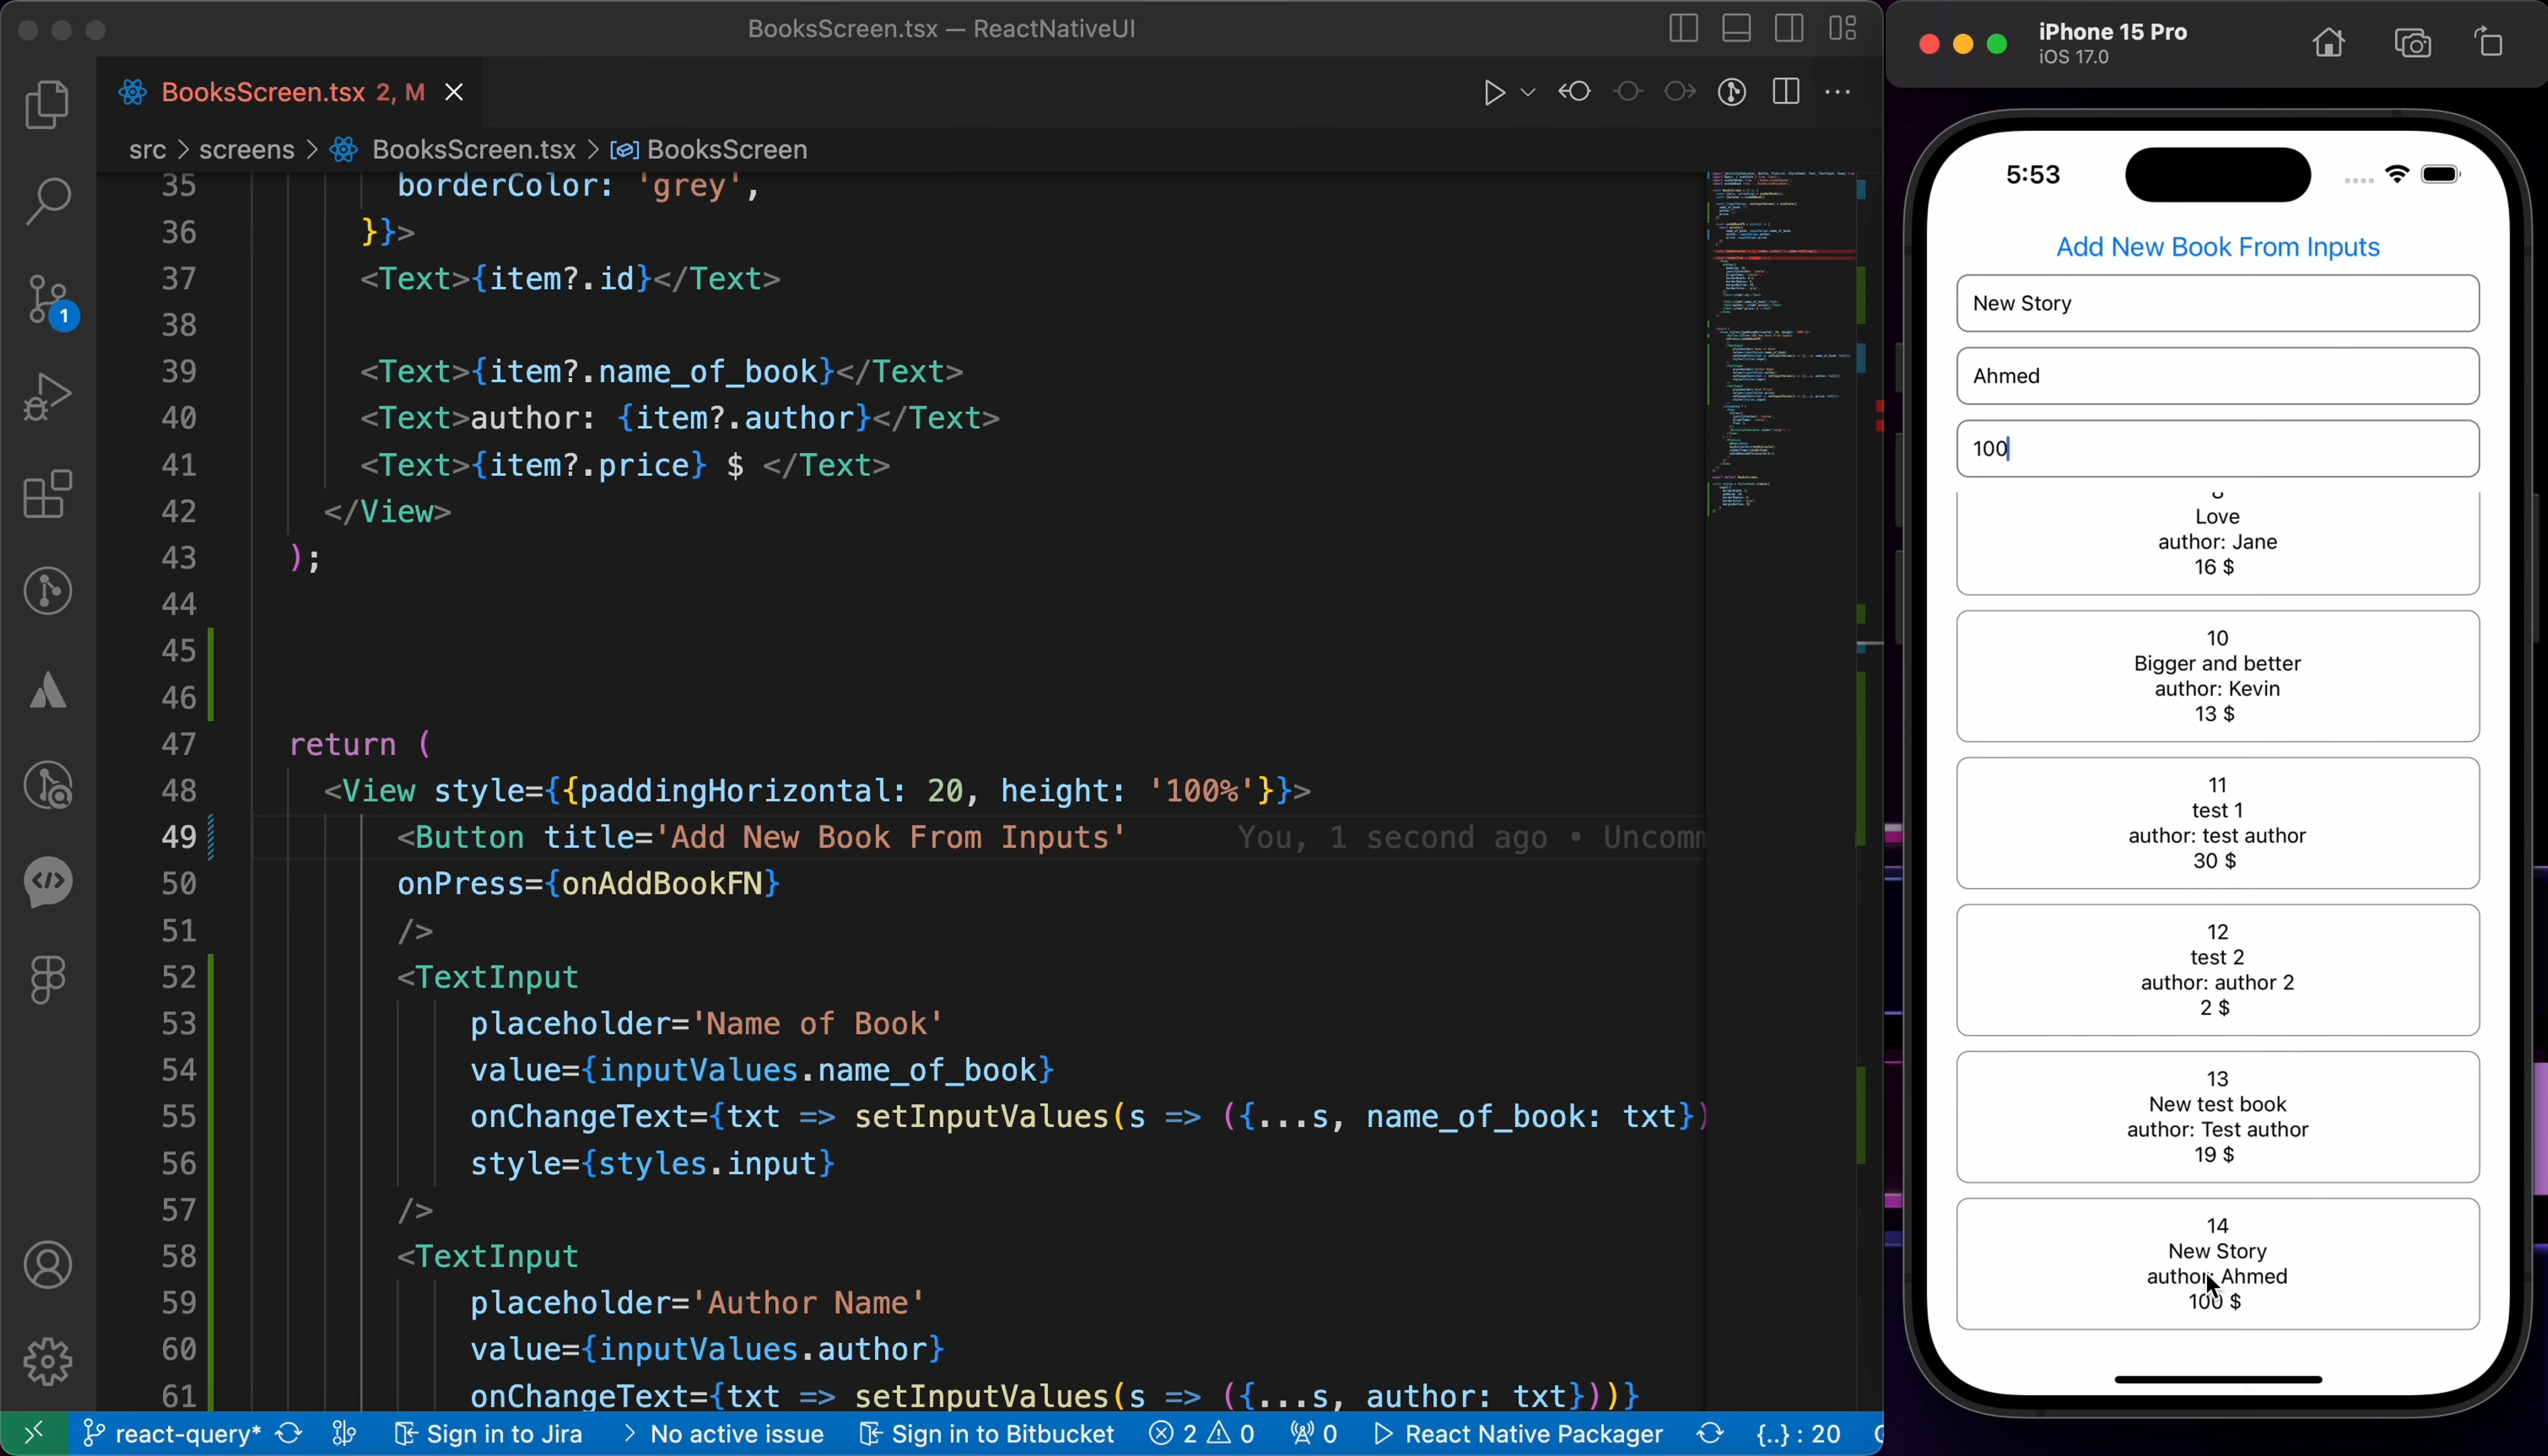 BooksScreen.tsx — ReactNativeUI
BooksScreen.tsx 2, M
src > screens > BooksScreen.tsx > BooksScreen
35 borderColor: 'grey',
36 }}>
37 <Text>{item?.id}</Text>
38
39 <Text>{item?.name_of_book}</Text>
40 <Text>author: {item?.author}</Text>
41 <Text>{item?.price} $ </Text>
42 </View>
43 );
44
45
46
47 return (
48 <View style={{paddingHorizontal: 20, height: '100%'}}>
49 <Button title='Add New Book From Inputs' You, 1 second ago • Uncomm
50 onPress={onAddBookFN}
51 />
52 <TextInput
53 placeholder='Name of Book'
54 value={inputValues.name_of_book}
55 onChangeText={txt => setInputValues(s => ({...s, name_of_book: txt})
56 style={styles.input}
57 />
58 <TextInput
59 placeholder='Author Name'
60 value={inputValues.author}
61 onChangeText={txt => setInputValues(s => ({...s, author: txt}))}
1
react-query* Sign in to Jira > No active issue Sign in to Bitbucket 2 0 0 React Native Packager {..} : 20
iPhone 15 Pro
iOS 17.0
5:53
Add New Book From Inputs
New Story
Ahmed
100
Love
author: Jane
16 $
10
Bigger and better
author: Kevin
13 $
11
test 1
author: test author
30 $
12
test 2
author: author 2
2 $
13
New test book
author: Test author
19 $
14
New Story
author: Ahmed
100 $